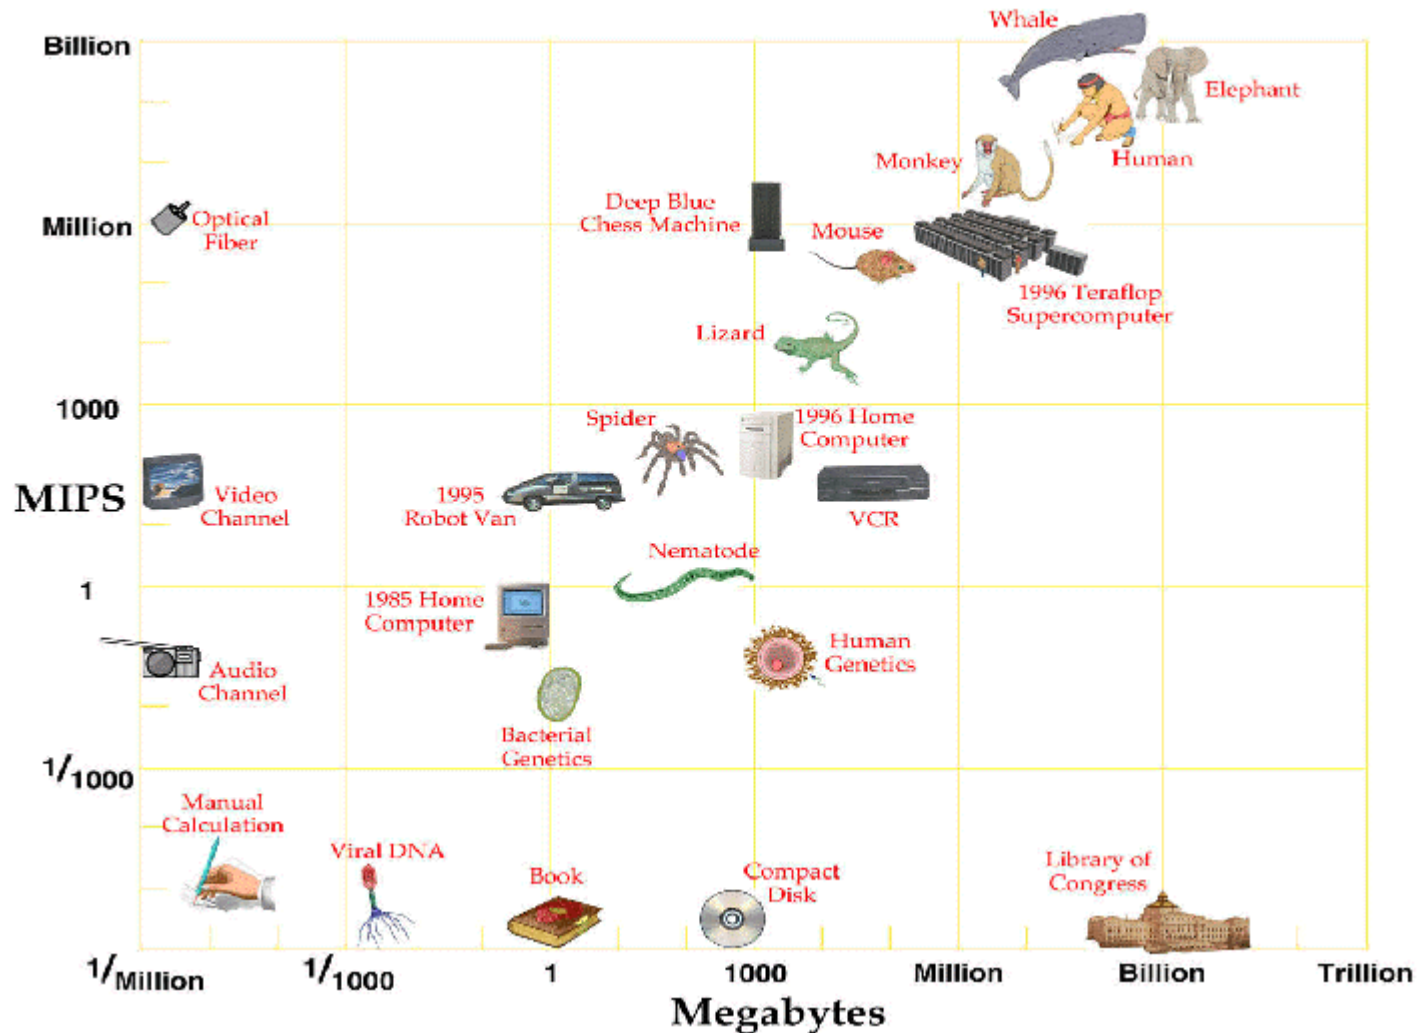 Whale
Billion
Elephant
Monkey
Human
Deep Blue
Chess Machine
Million
Optical
Fiber
Mouse
1996 Teraflop
Supercomputer
Lizard
1000
Spider
1996 Home
Computer
MIPS
Video
Channel
1995
Robot Van
VCR
Nematode
1
1985 Home
Computer
Human
Genetics
Audio
Channel
Bacterial
Genetics
1/1000
Manual
Calculation
Viral DNA
Book
Compact
Disk
Library of
Congress
1/Million
1/1000
1
1000
Million
Billion
Trillion
Megabytes